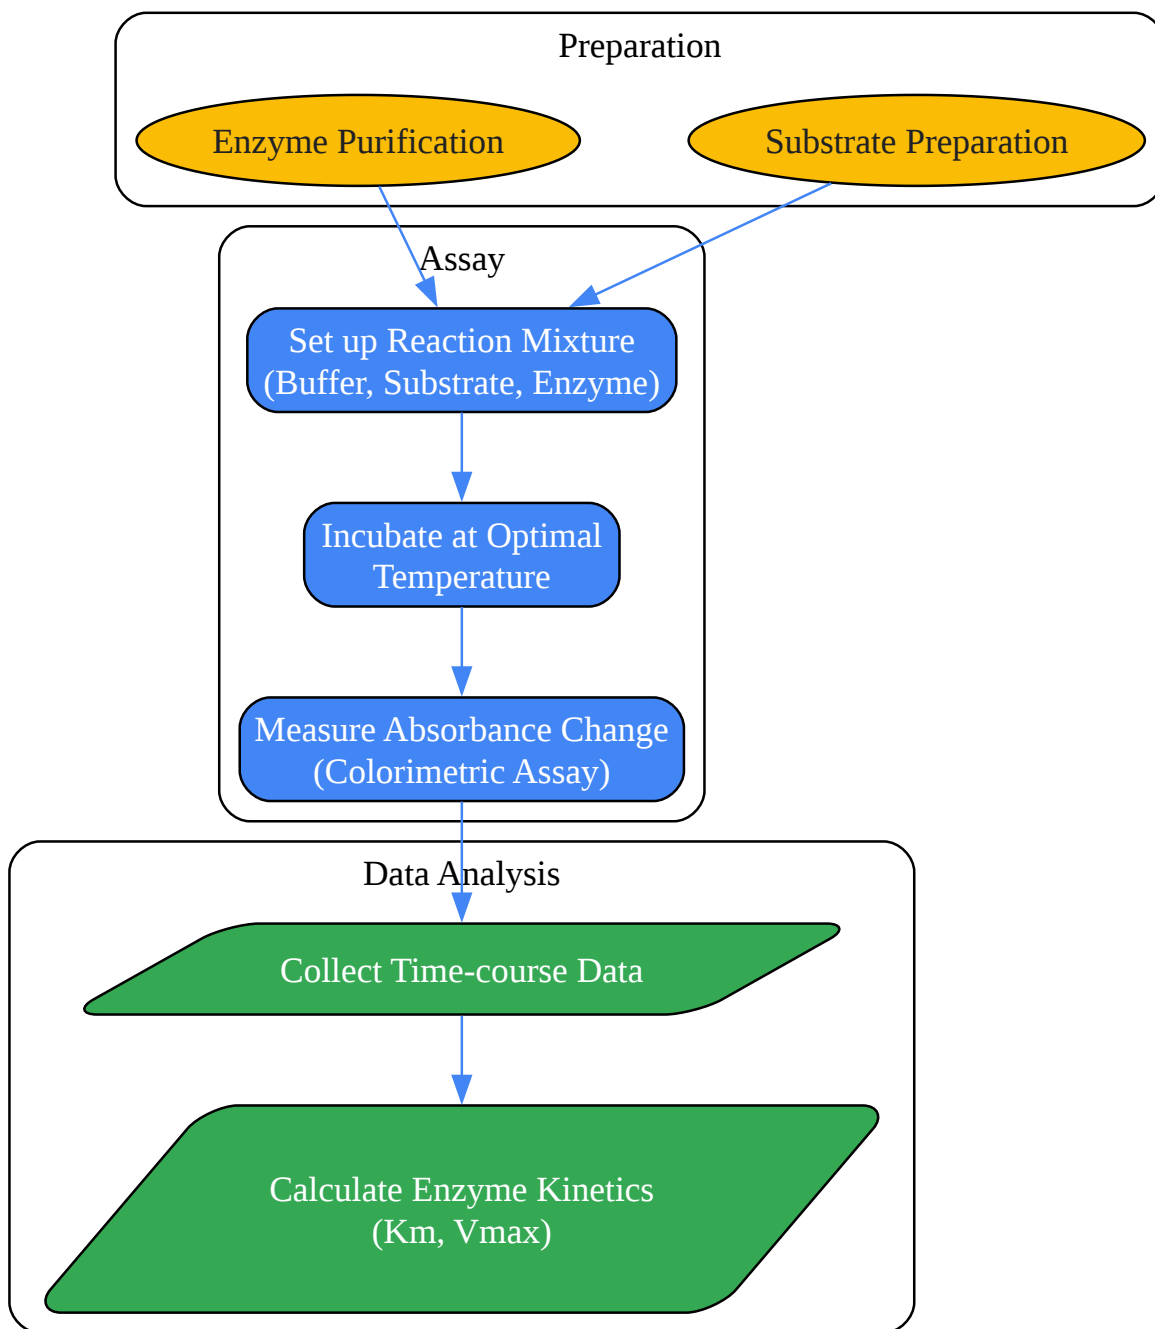 Preparation
Enzyme Purification
Substrate Preparation
Assay
Set up Reaction Mixture
(Buffer, Substrate, Enzyme)
Incubate at Optimal
Temperature
Measure Absorbance Change
(Colorimetric Assay)
Data Analysis
Collect Time-course Data
Calculate Enzyme Kinetics
(Km, Vmax)